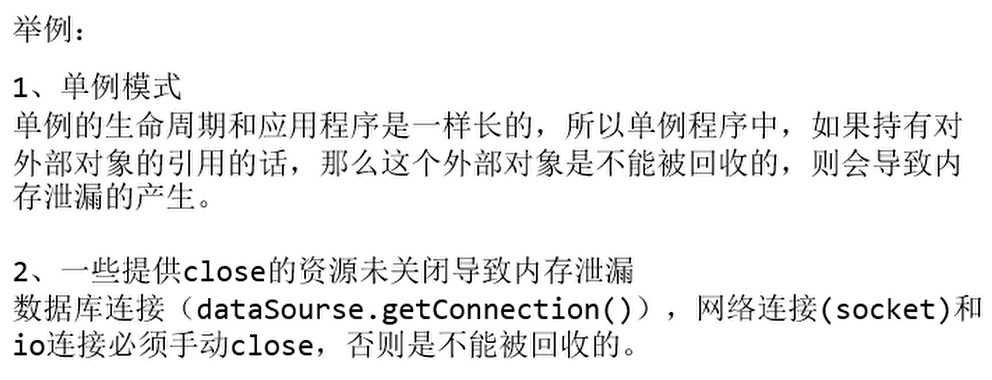 举例：
1、单例模式
单例的生命周期和应用程序是一样长的，所以单例程序中，如果持有对
外部对象的引用的话，那么这个外部对象是不能被回收的，则会导致内
存泄漏的产生。
2、一些提供close的资源未关闭导致内存泄漏
数据库连接（dataSourse.getConnection()），网络连接(socket)和
io连接必须手动close，否则是不能被回收的。